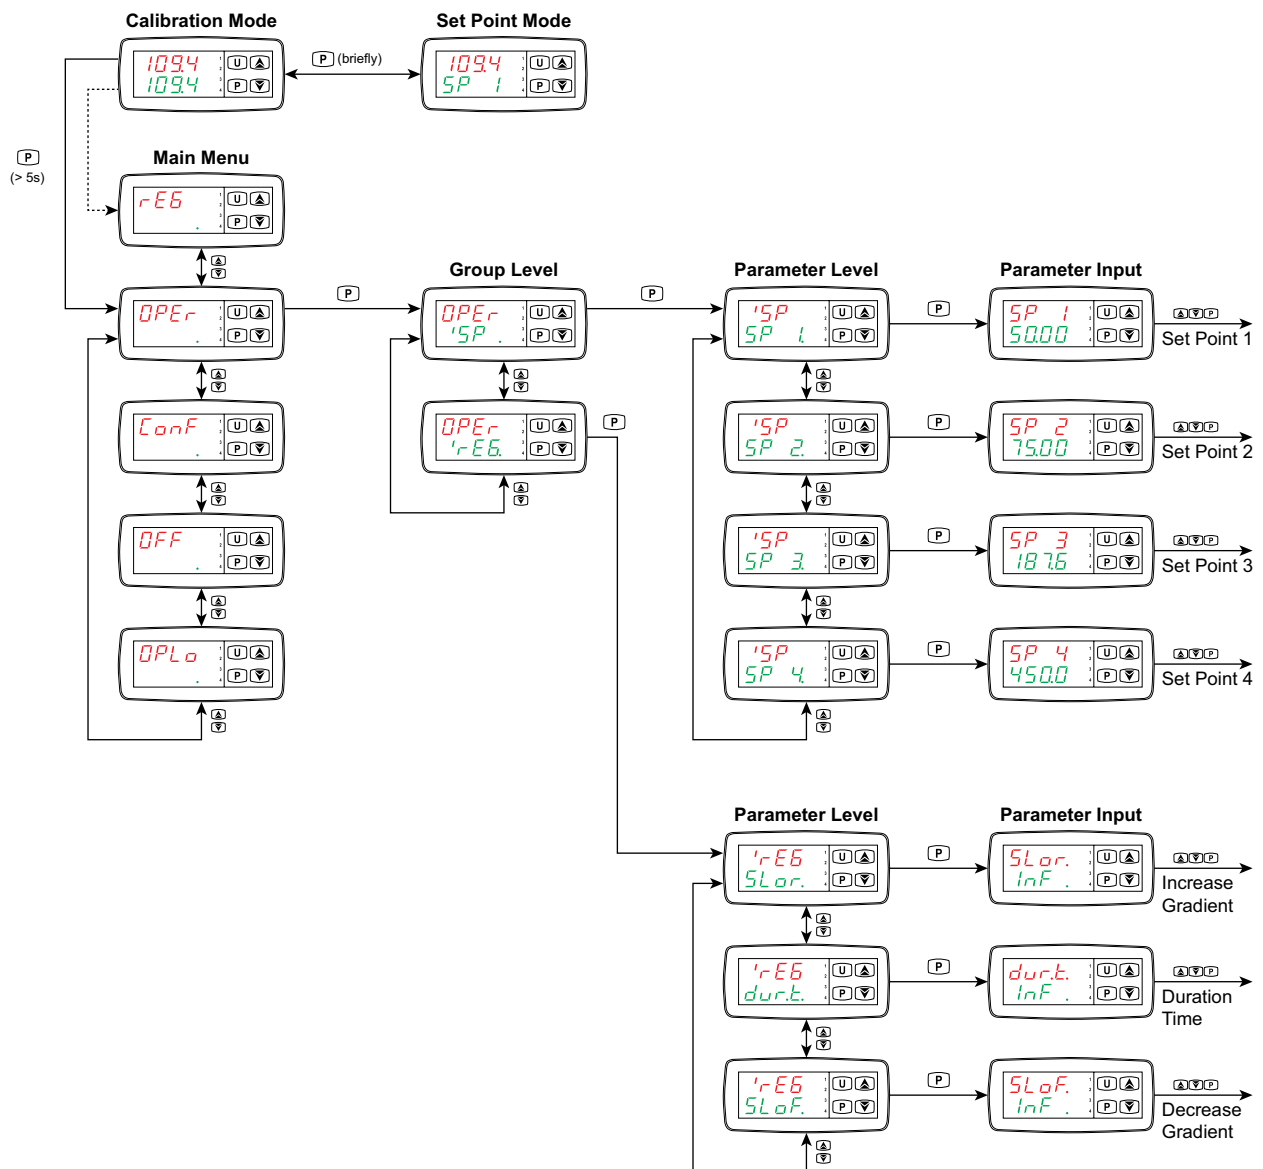 Calibration Mode
Set Point Mode
109.4
109.4
U
P
P (briefly)
109.4
SP 1
U
P
P
(> 5s)
Main Menu
rEG
.
U
P
Group Level
Parameter Level
Parameter Input
OPEr
.
U
P
P
OPEr
'SP .
U
P
P
'SP
SP 1.
U
P
P
SP 1
50.00
U
P
P
Set Point 1
ConF
.
U
P
OPEr
'rEG.
U
P
P
'SP
SP 2.
U
P
P
SP 2
75.00
U
P
P
Set Point 2
OFF
.
U
P
'SP
SP 3.
U
P
P
SP 3
187.6
U
P
P
Set Point 3
OPLo
.
U
P
'SP
SP 4.
U
P
P
SP 4
450.0
U
P
P
Set Point 4
Parameter Level
Parameter Input
'rEG
SLor.
U
P
P
SLor.
InF .
U
P
P
Increase
Gradient
'rEG
dur.t.
U
P
P
dur.t.
InF .
U
P
P
Duration
Time
'rEG
SLoF.
U
P
P
SLoF.
InF .
U
P
P
Decrease
Gradient